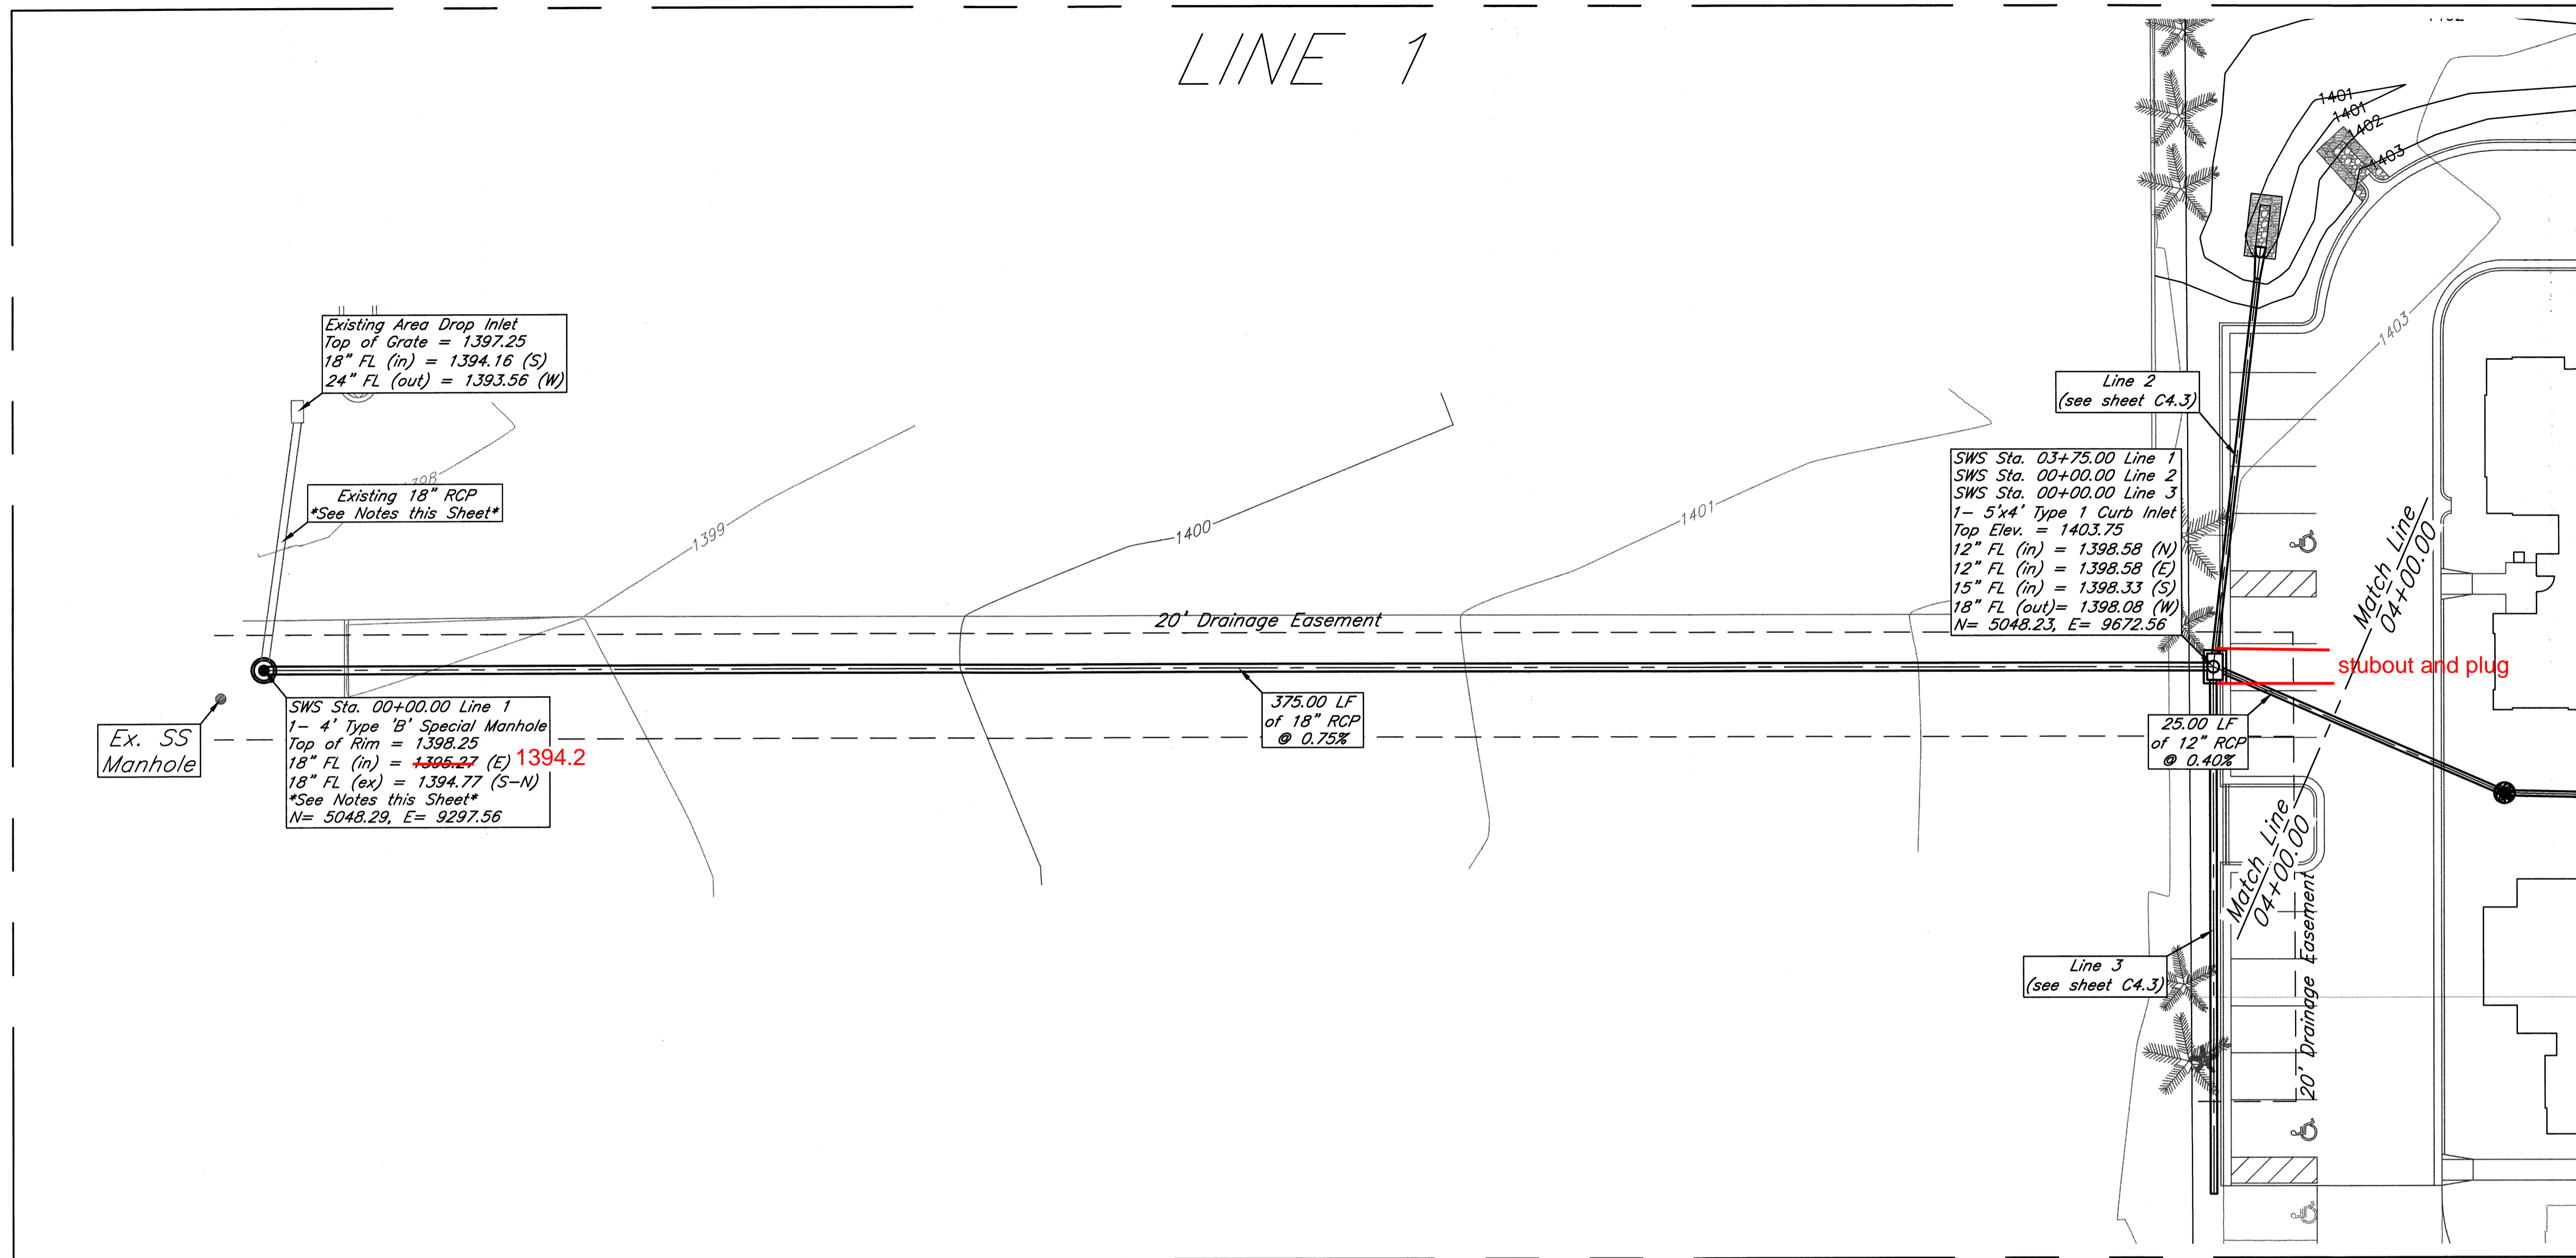 LINE 1
1401
1401
1402
1403
1403
Existing Area Drop Inlet
Top of Grate = 1397.25
18" FL (in) = 1394.16 (S)
24" FL (out) = 1393.56 (W)
Line 2
(see sheet C4.3)
Existing 18" RCP
*See Notes this Sheet*
1399
1400
1401
SWS Sta. 03+75.00 Line 1
SWS Sta. 00+00.00 Line 2
SWS Sta. 00+00.00 Line 3
1- 5'x4' Type 1 Curb Inlet
Top Elev. = 1403.75
12" FL (in) = 1398.58 (N)
12" FL (in) = 1398.58 (E)
15" FL (in) = 1398.33 (S)
18" FL (out)= 1398.08 (W)
N= 5048.23, E= 9672.56
Match Line
04+00.00
20' Drainage Easement
stubout and plug
SWS Sta. 00+00.00 Line 1
1- 4' Type 'B' Special Manhole
Top of Rim = 1398.25
18" FL (in) = 1395.27 (E) 1394.2
18" FL (ex) = 1394.77 (S-N)
*See Notes this Sheet*
N= 5048.29, E= 9297.56
Ex. SS
Manhole
375.00 LF
of 18" RCP
@ 0.75%
25.00 LF
of 12" RCP
@ 0.40%
Match Line
04+00.00
20' Drainage Easement
Line 3
(see sheet C4.3)